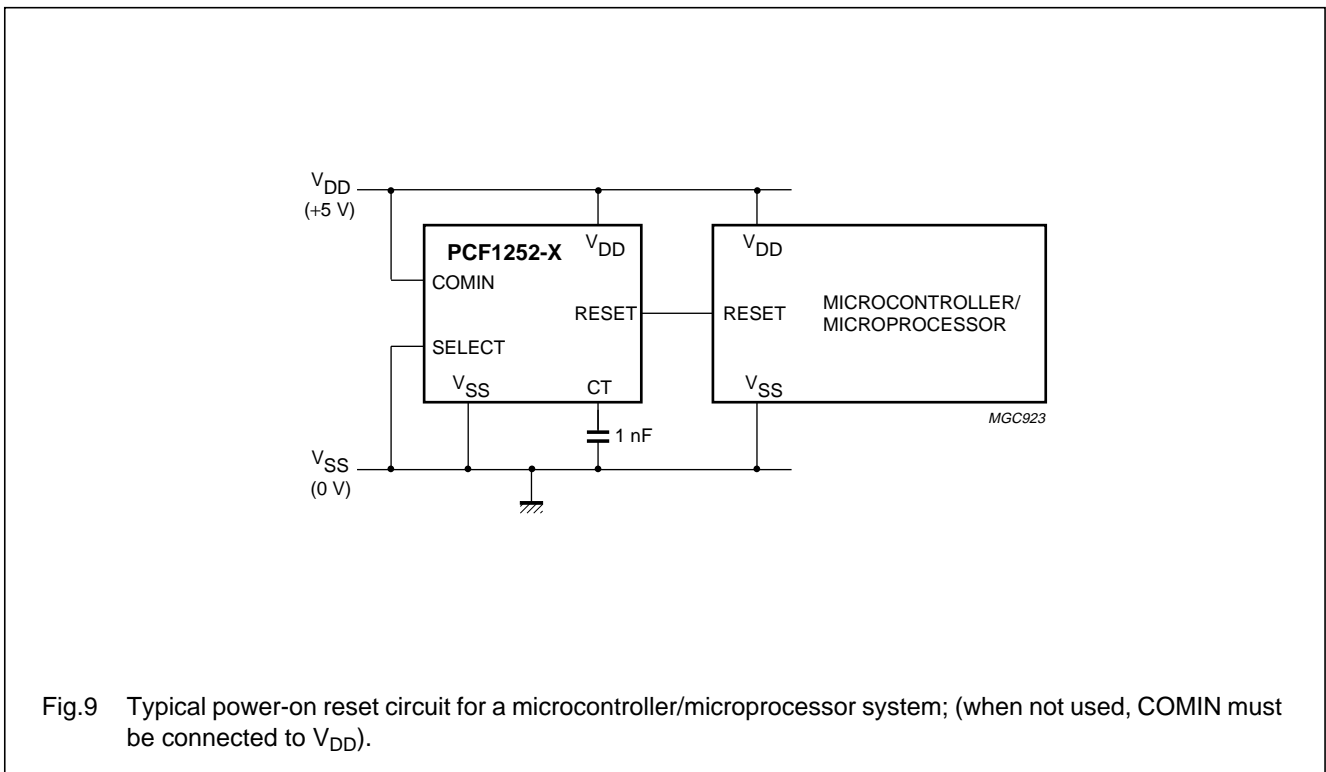 VDD
(+5 V)
PCF1252-X
VDD
COMIN
RESET
SELECT
VSS
CT
1 nF
VDD
RESET
MICROCONTROLLER/
MICROPROCESSOR
VSS
MGC923
VSS
(0 V)
Fig.9 Typical power-on reset circuit for a microcontroller/microprocessor system; (when not used, COMIN must
be connected to VDD).